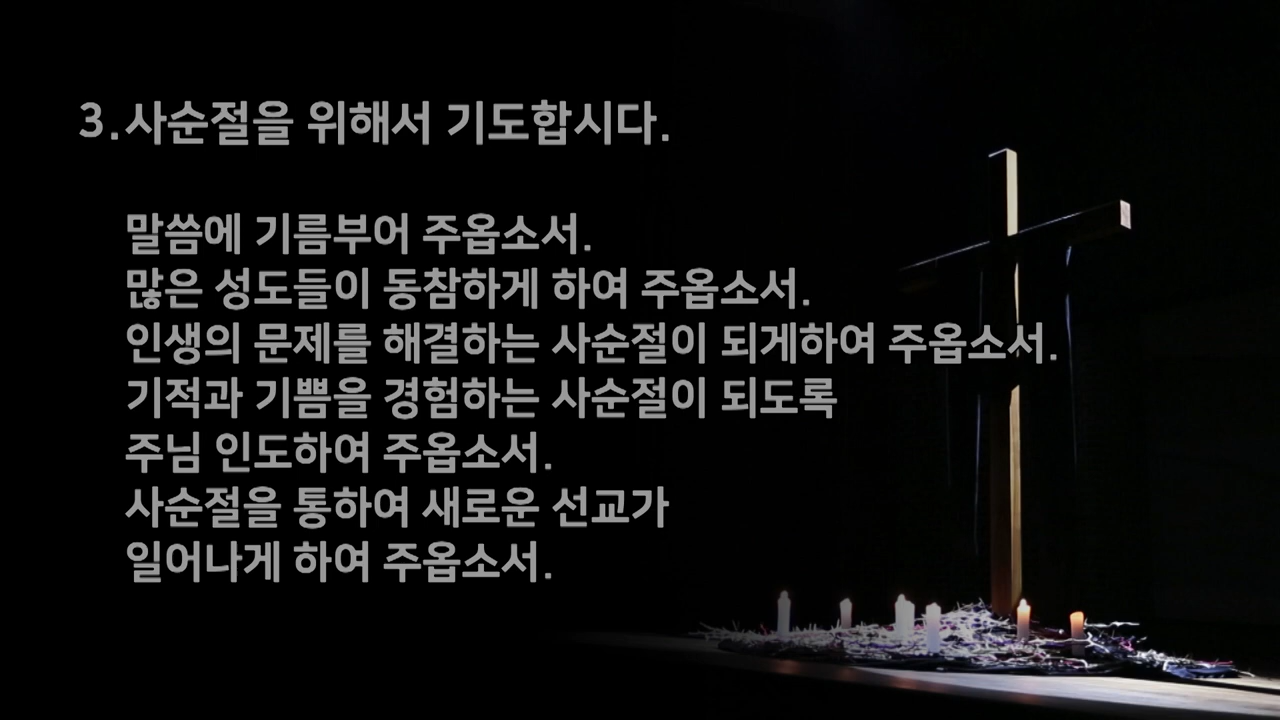 3.사순절을 위해서 기도합시다.
말씀에 기름부어 주옵소서.
많은 성도들이 동참하게 하여 주옵소서.
인생의 문제를 해결하는 사순절이 되게하여 주옵소서.
기적과 기쁨을 경험하는 사순절이 되도록
주님 인도하여 주옵소서.
사순절을 통하여 새로운 선교가
일어나게 하여 주옵소서.